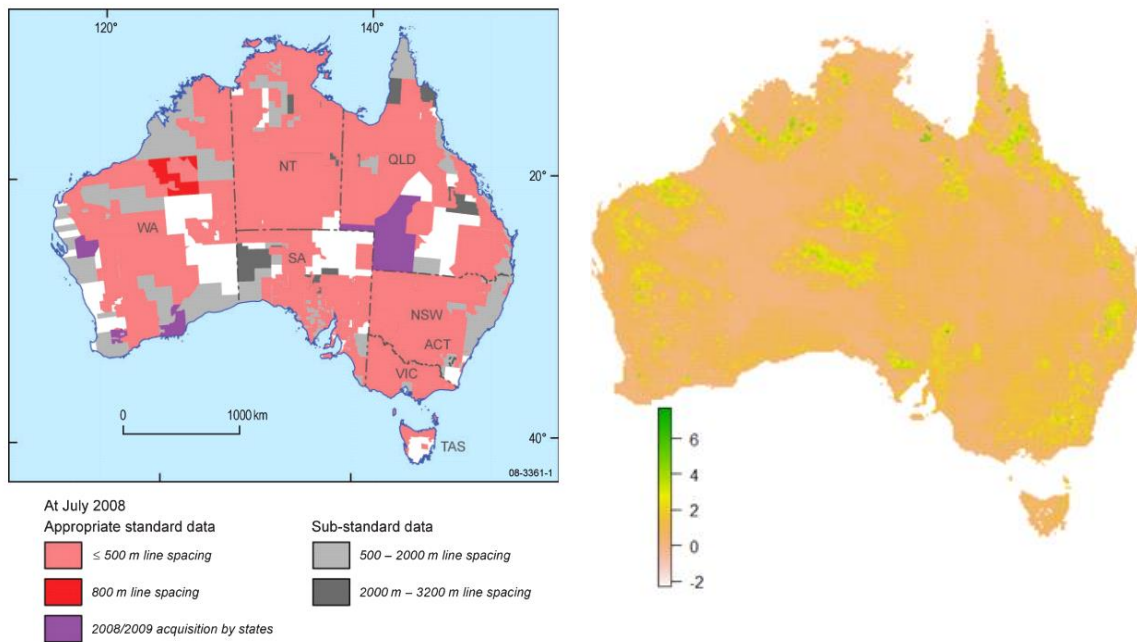 120°
140°
20°
NT
QLD
WA
SA
NSW
ACT
VIC
0
1000 km
TAS
40°
08-3361-1
At July 2008
Appropriate standard data
Sub-standard data
≤ 500 m line spacing
500 – 2000 m line spacing
800 m line spacing
2000 m – 3200 m line spacing
2008/2009 acquisition by states
6
4
2
0
-2